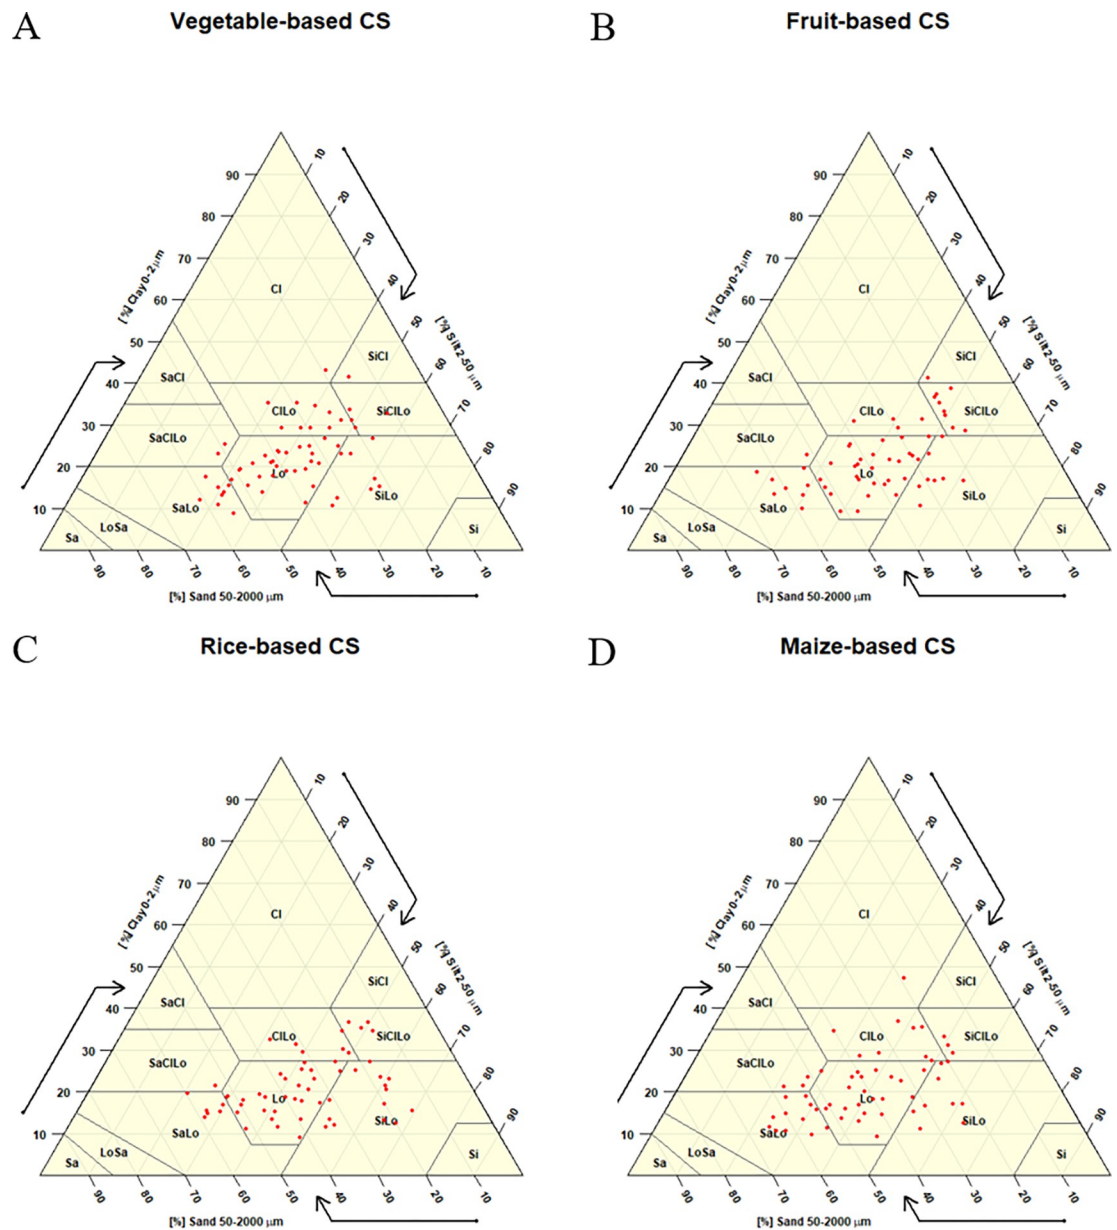 A
Vegetable-based CS
90
80
70
60
50
40
30
20
10
[%] Clay 0-2 µm
10
20
30
40
50
60
70
80
90
[%] Silt 2-50 µm
Cl
SiCl
SaCl
ClLo
SiClLo
SaClLo
Lo
SiLo
SaLo
LoSa
Sa
Si
90
80
70
60
50
40
30
20
10
[%] Sand 50-2000 µm
B
Fruit-based CS
90
80
70
60
50
40
30
20
10
[%] Clay 0-2 µm
10
20
30
40
50
60
70
80
90
[%] Silt 2-50 µm
Cl
SiCl
SaCl
ClLo
SiClLo
SaClLo
Lo
SiLo
SaLo
LoSa
Sa
Si
90
80
70
60
50
40
30
20
10
[%] Sand 50-2000 µm
C
Rice-based CS
90
80
70
60
50
40
30
20
10
[%] Clay 0-2 µm
10
20
30
40
50
60
70
80
90
[%] Silt 2-50 µm
Cl
SiCl
SaCl
ClLo
SiClLo
SaClLo
Lo
SiLo
SaLo
LoSa
Sa
Si
90
80
70
60
50
40
30
20
10
[%] Sand 50-2000 µm
D
Maize-based CS
90
80
70
60
50
40
30
20
10
[%] Clay 0-2 µm
10
20
30
40
50
60
70
80
90
[%] Silt 2-50 µm
Cl
SiCl
SaCl
ClLo
SiClLo
SaClLo
Lo
SiLo
SaLo
LoSa
Sa
Si
90
80
70
60
50
40
30
20
10
[%] Sand 50-2000 µm